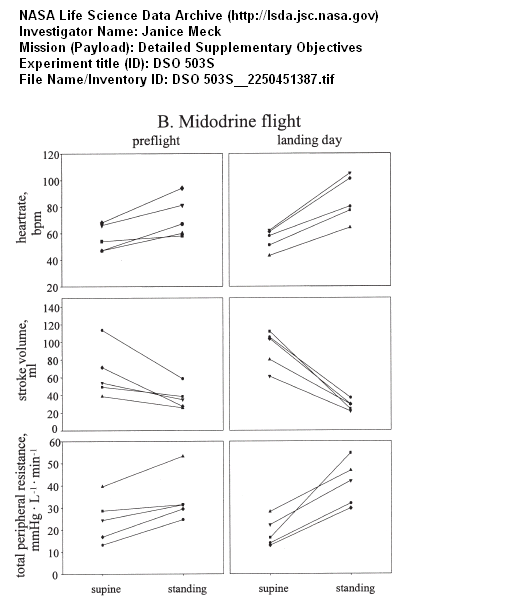 NASA Life Science Data Archive (http://lsda.jsc.nasa.gov)
Investigator Name: Janice Meck
Mission (Payload): Detailed Supplementary Objectives
Experiment title (ID): DSO 503S
File Name/Inventory ID: DSO 503S__2250451387.tif
B. Midodrine flight
preflight
landing day
heartrate,
bpm
120
100
80
60
40
20
stroke volume,
ml
140
120
100
80
60
40
20
0
total peripheral resistance,
mmHg · L⁻¹ · min⁻¹
60
50
40
30
20
10
0
supine standing supine standing